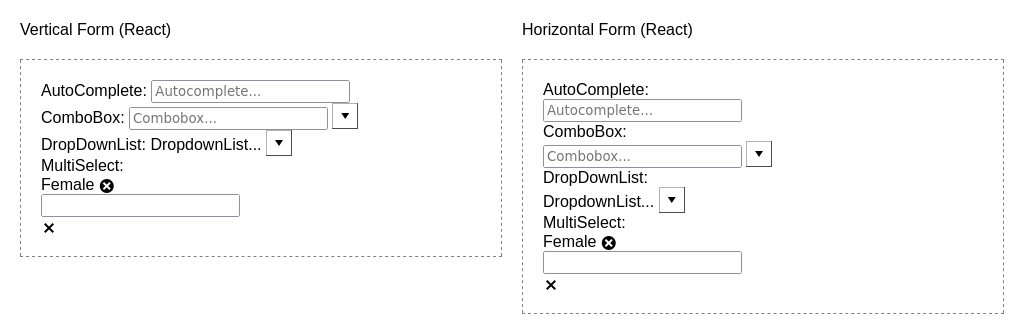 Vertical Form (React)
AutoComplete: Autocomplete...
ComboBox: Combobox...
DropDownList: DropdownList...
MultiSelect:
Female
Horizontal Form (React)
AutoComplete:
Autocomplete...
ComboBox:
Combobox...
DropDownList:
DropdownList...
MultiSelect:
Female